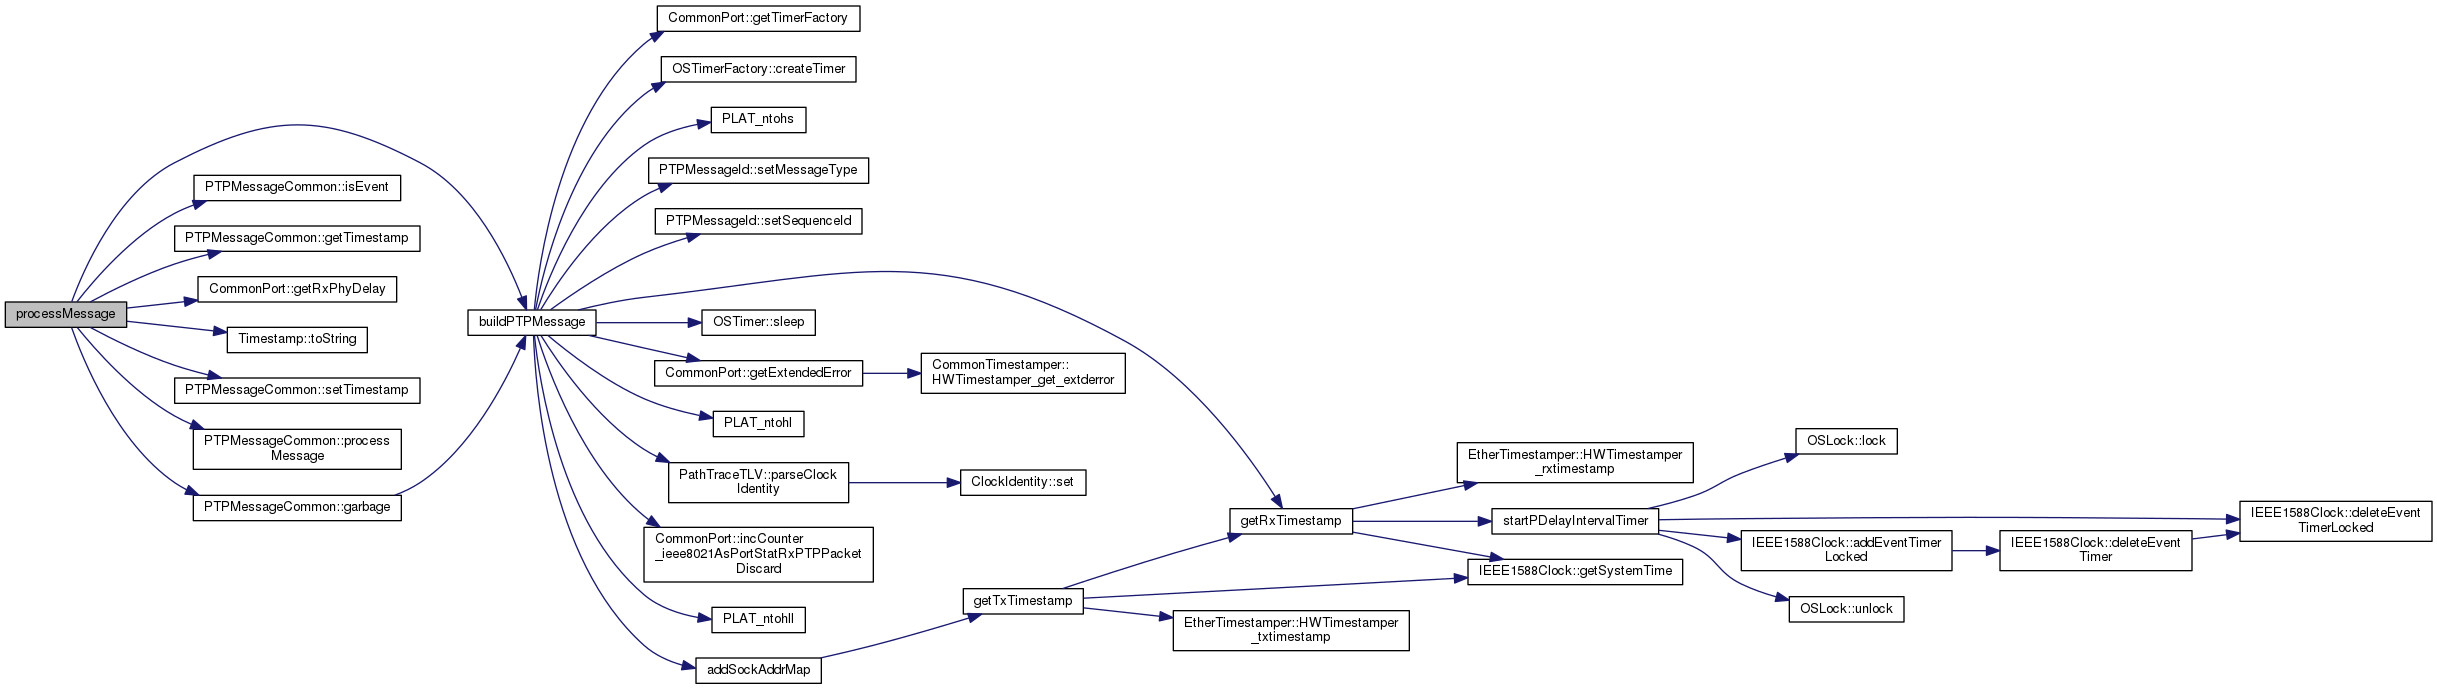 processMessage
PTPMessageCommon::isEvent
PTPMessageCommon::getTimestamp
CommonPort::getRxPhyDelay
Timestamp::toString
PTPMessageCommon::setTimestamp
PTPMessageCommon::process
Message
PTPMessageCommon::garbage
buildPTPMessage
CommonPort::getTimerFactory
OSTimerFactory::createTimer
PLAT_ntohs
PTPMessageId::setMessageType
PTPMessageId::setSequenceId
OSTimer::sleep
CommonPort::getExtendedError
PLAT_ntohl
PathTraceTLV::parseClock
Identity
CommonPort::incCounter
_ieee8021AsPortStatRxPTPPacket
Discard
PLAT_ntohll
addSockAddrMap
CommonTimestamper::
HWTimestamper_get_extderror
ClockIdentity::set
getTxTimestamp
getRxTimestamp
EtherTimestamper::HWTimestamper
_txtimestamp
EtherTimestamper::HWTimestamper
_rxtimestamp
startPDelayIntervalTimer
IEEE1588Clock::getSystemTime
OSLock::lock
IEEE1588Clock::addEventTimer
Locked
OSLock::unlock
IEEE1588Clock::deleteEvent
Timer
IEEE1588Clock::deleteEvent
TimerLocked